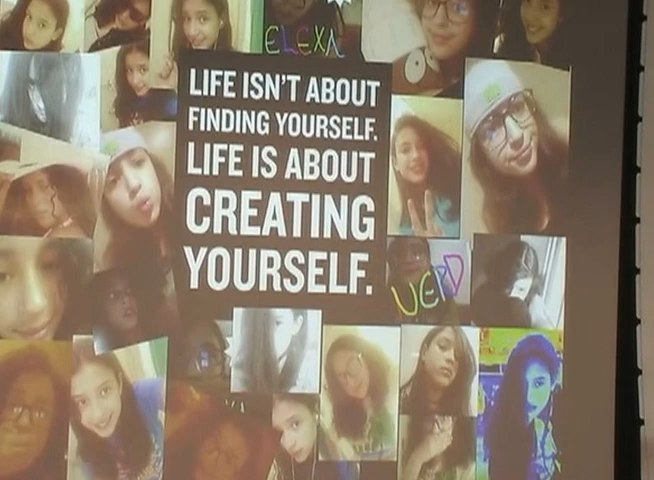 ELEXA
LIFE ISN'T ABOUT
FINDING YOURSELF.
LIFE IS ABOUT
CREATING
YOURSELF.
NERD